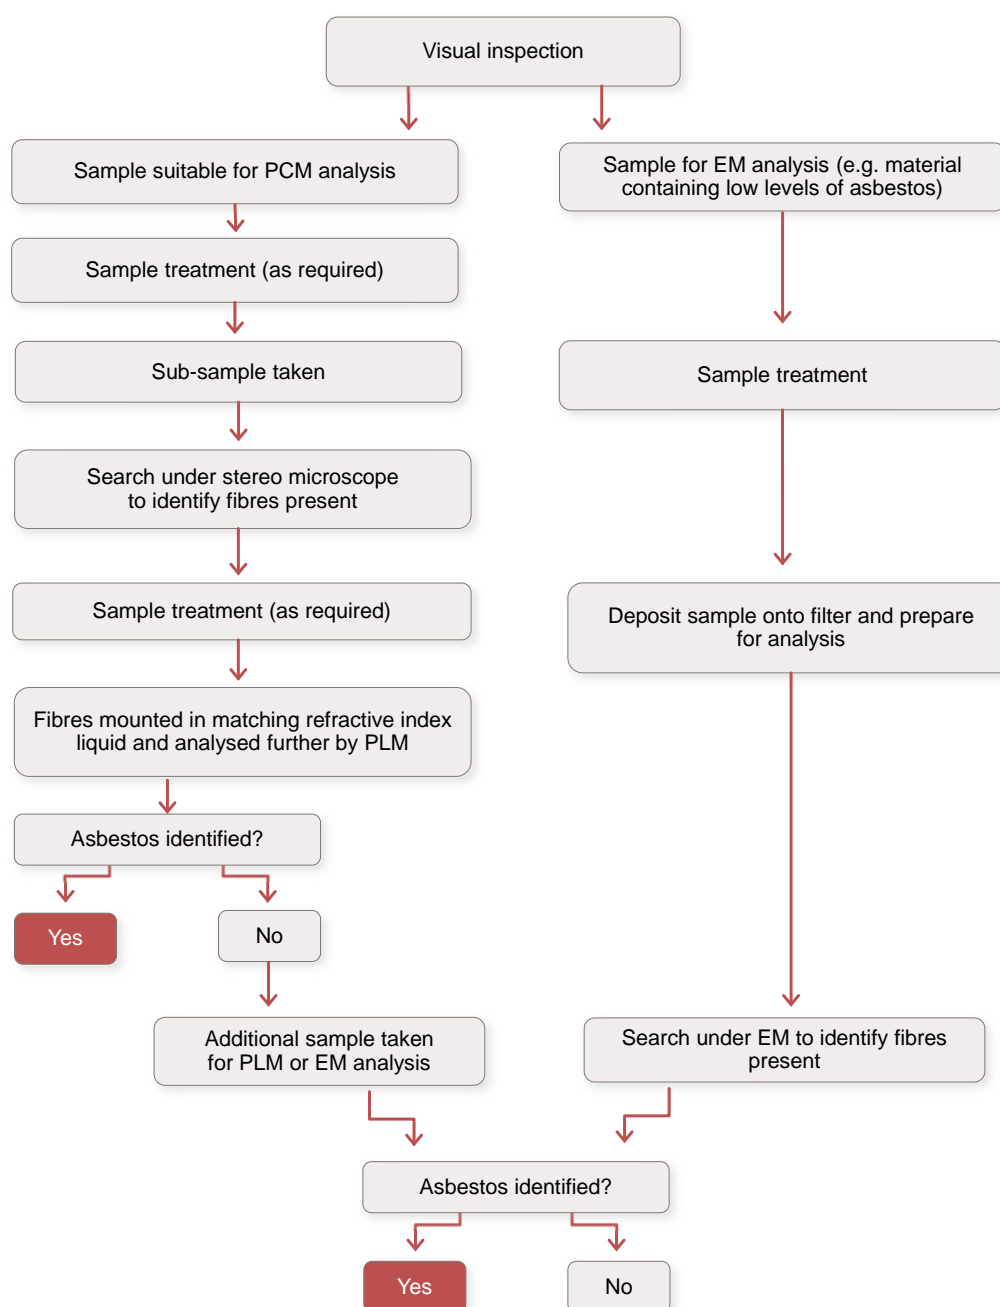 Visual inspection
Sample suitable for PCM analysis
Sample for EM analysis (e.g. material
containing low levels of asbestos)
Sample treatment (as required)
Sub-sample taken
Sample treatment
Search under stereo microscope
to identify fibres present
Sample treatment (as required)
Deposit sample onto filter and prepare
for analysis
Fibres mounted in matching refractive index
liquid and analysed further by PLM
Asbestos identified?
Yes
No
Additional sample taken
for PLM or EM analysis
Search under EM to identify fibres
present
Asbestos identified?
Yes
No